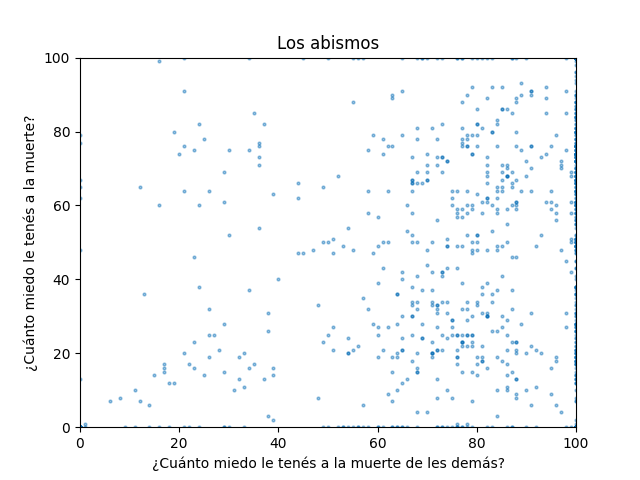 Los abismos
¿Cuánto miedo le tenés a la muerte?
100
80
60
40
20
0
0 20 40 60 80 100
¿Cuánto miedo le tenés a la muerte de les demás?